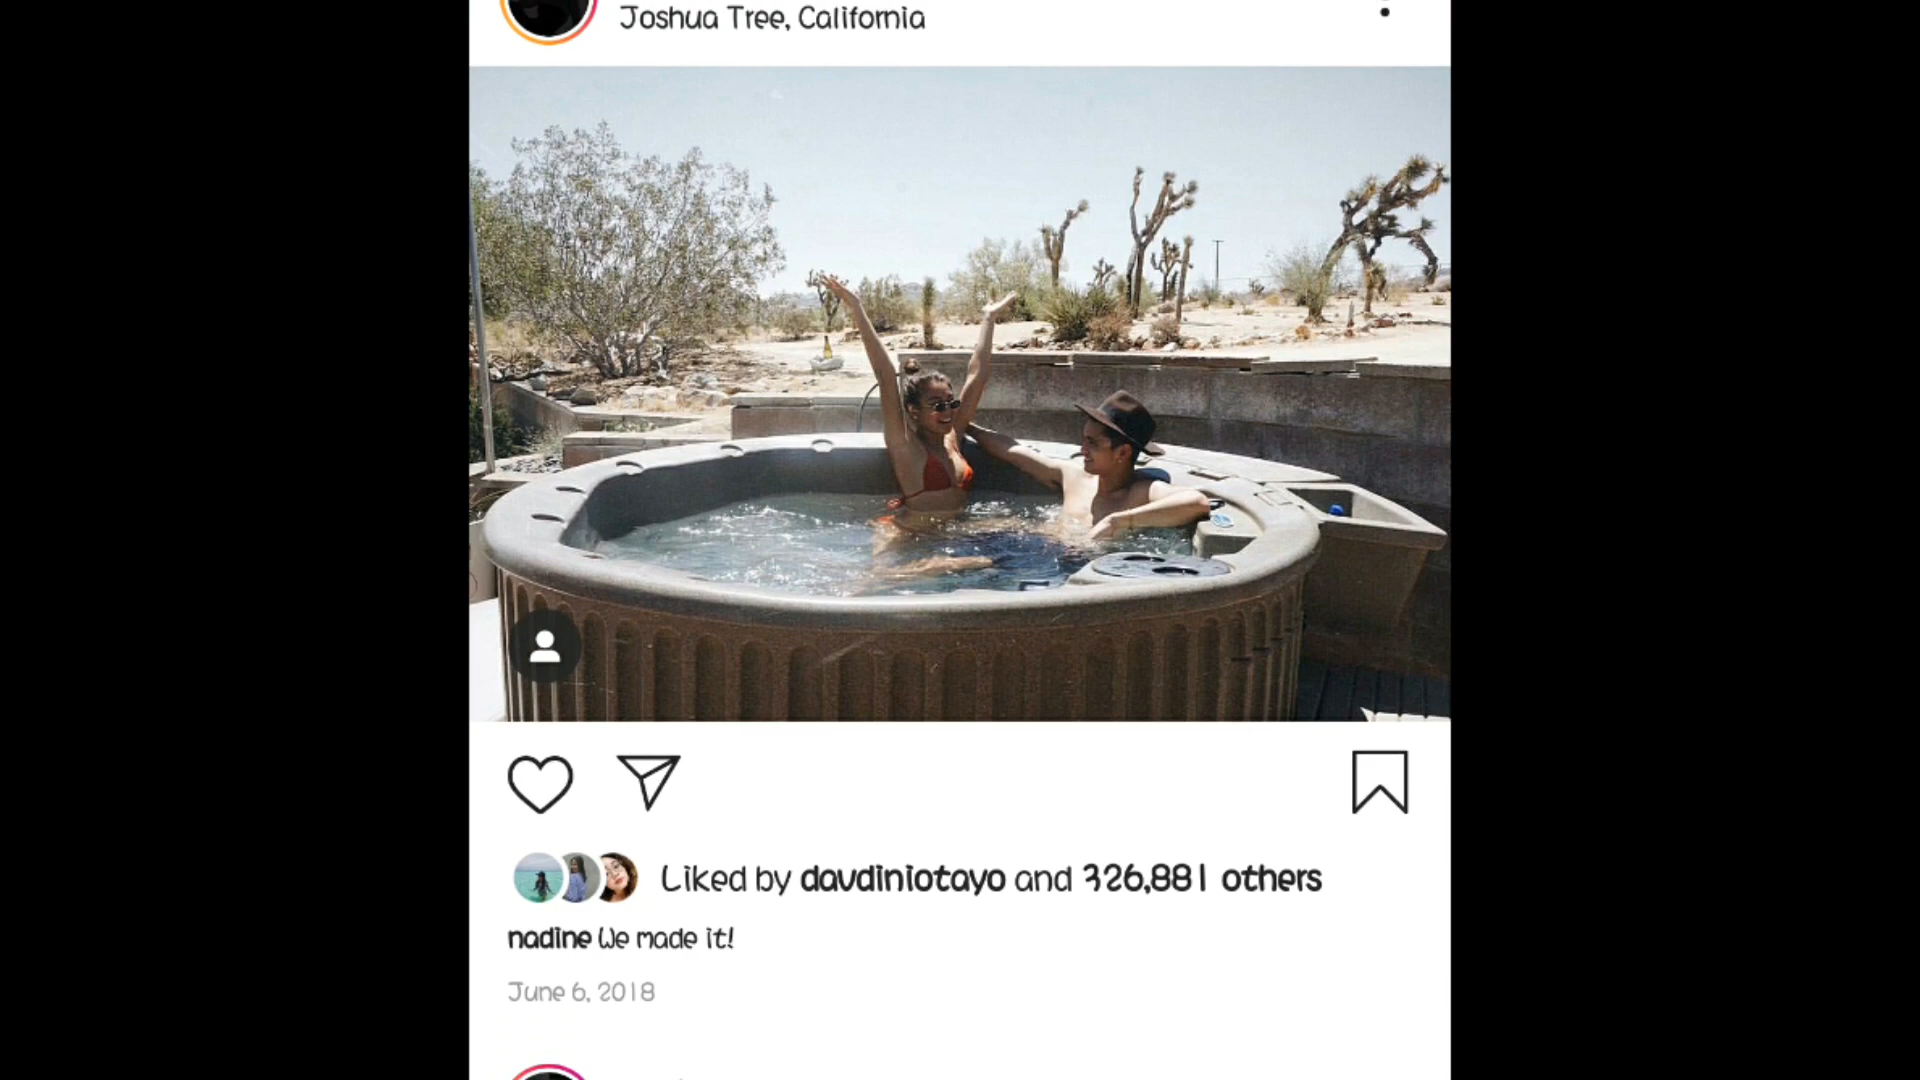 Joshua Tree, California
Liked by davdiniotayo and 326,881 others
nadine We made it!
June 6, 2018